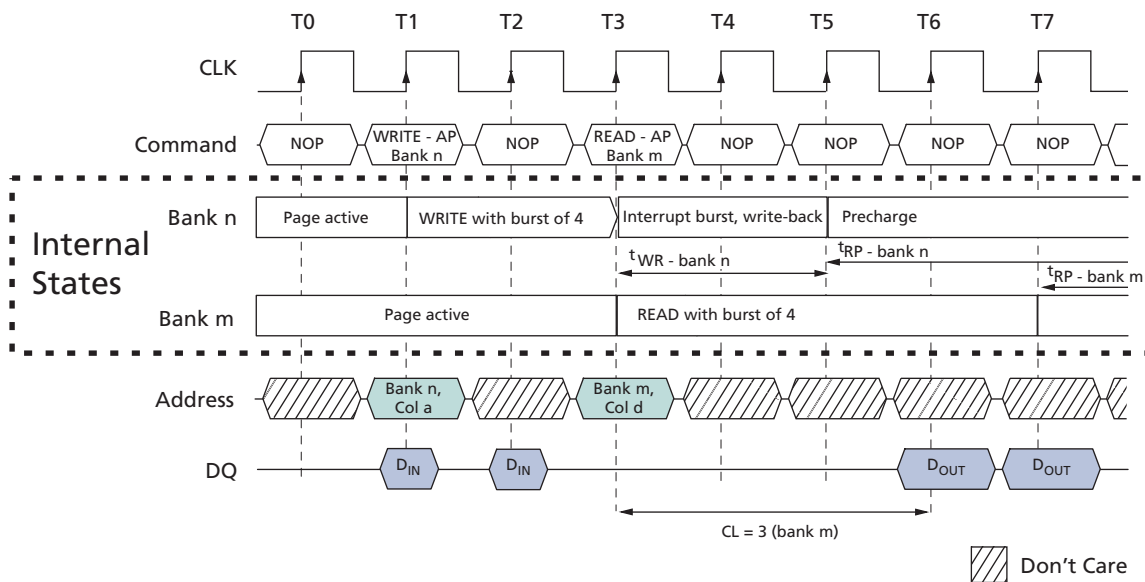 T0 T1 T2 T3 T4 T5 T6 T7
CLK
Command NOP WRITE - AP Bank n NOP READ - AP Bank m NOP NOP NOP NOP
Internal States
Bank n Page active WRITE with burst of 4 Interrupt burst, write-back Precharge
tWR - bank n tRP - bank n
tRP - bank m
Bank m Page active READ with burst of 4
Address Bank n, Col a Bank m, Col d
DQ DIN DIN DOUT DOUT
CL = 3 (bank m)
Don't Care